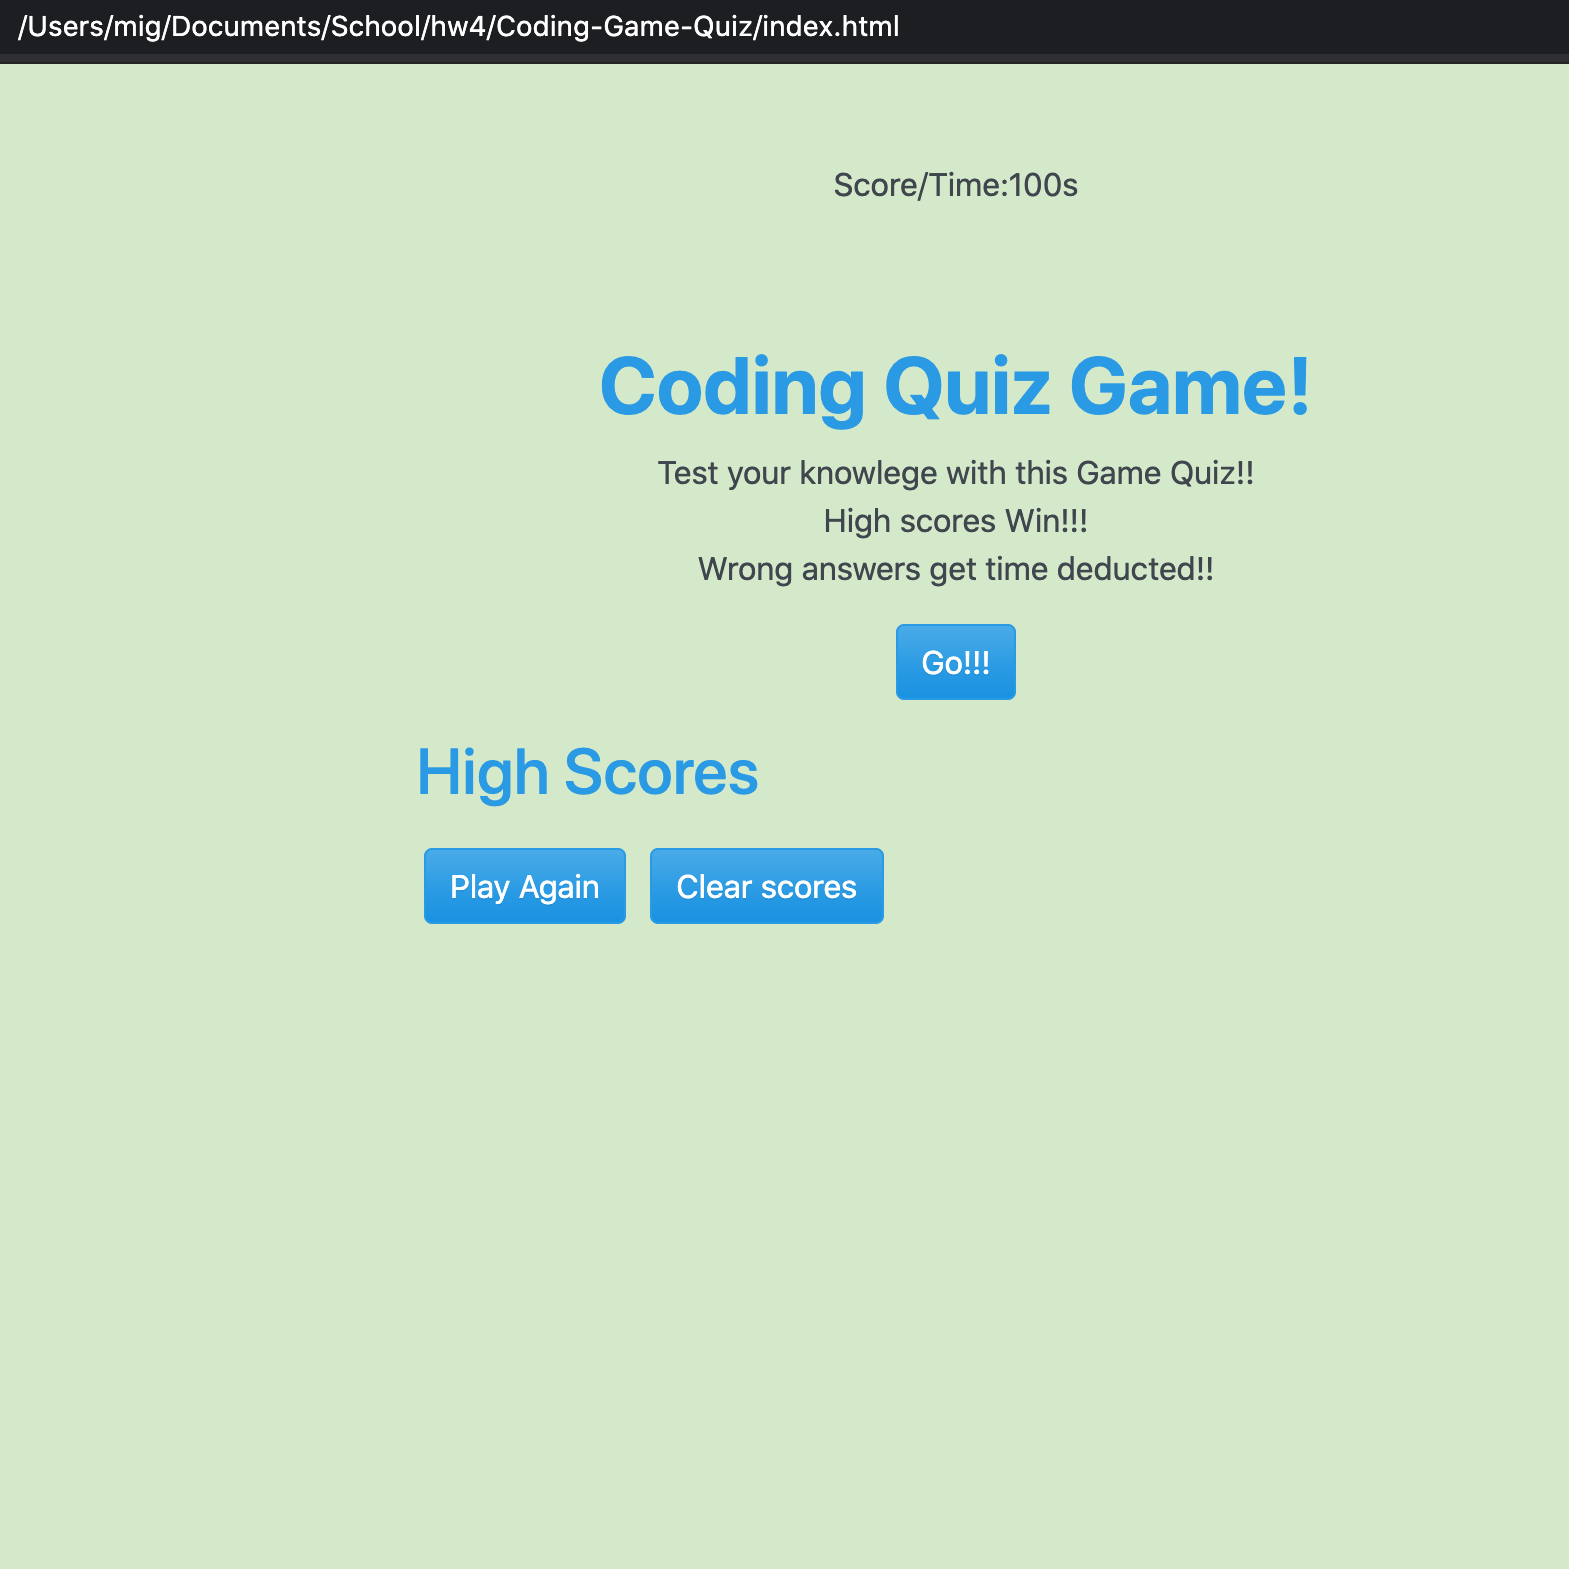 /Users/mig/Documents/School/hw4/Coding-Game-Quiz/index.html
Score/Time:100s
Coding Quiz Game!
Test your knowlege with this Game Quiz!!
High scores Win!!!
Wrong answers get time deducted!!
Go!!!
High Scores
Play Again Clear scores